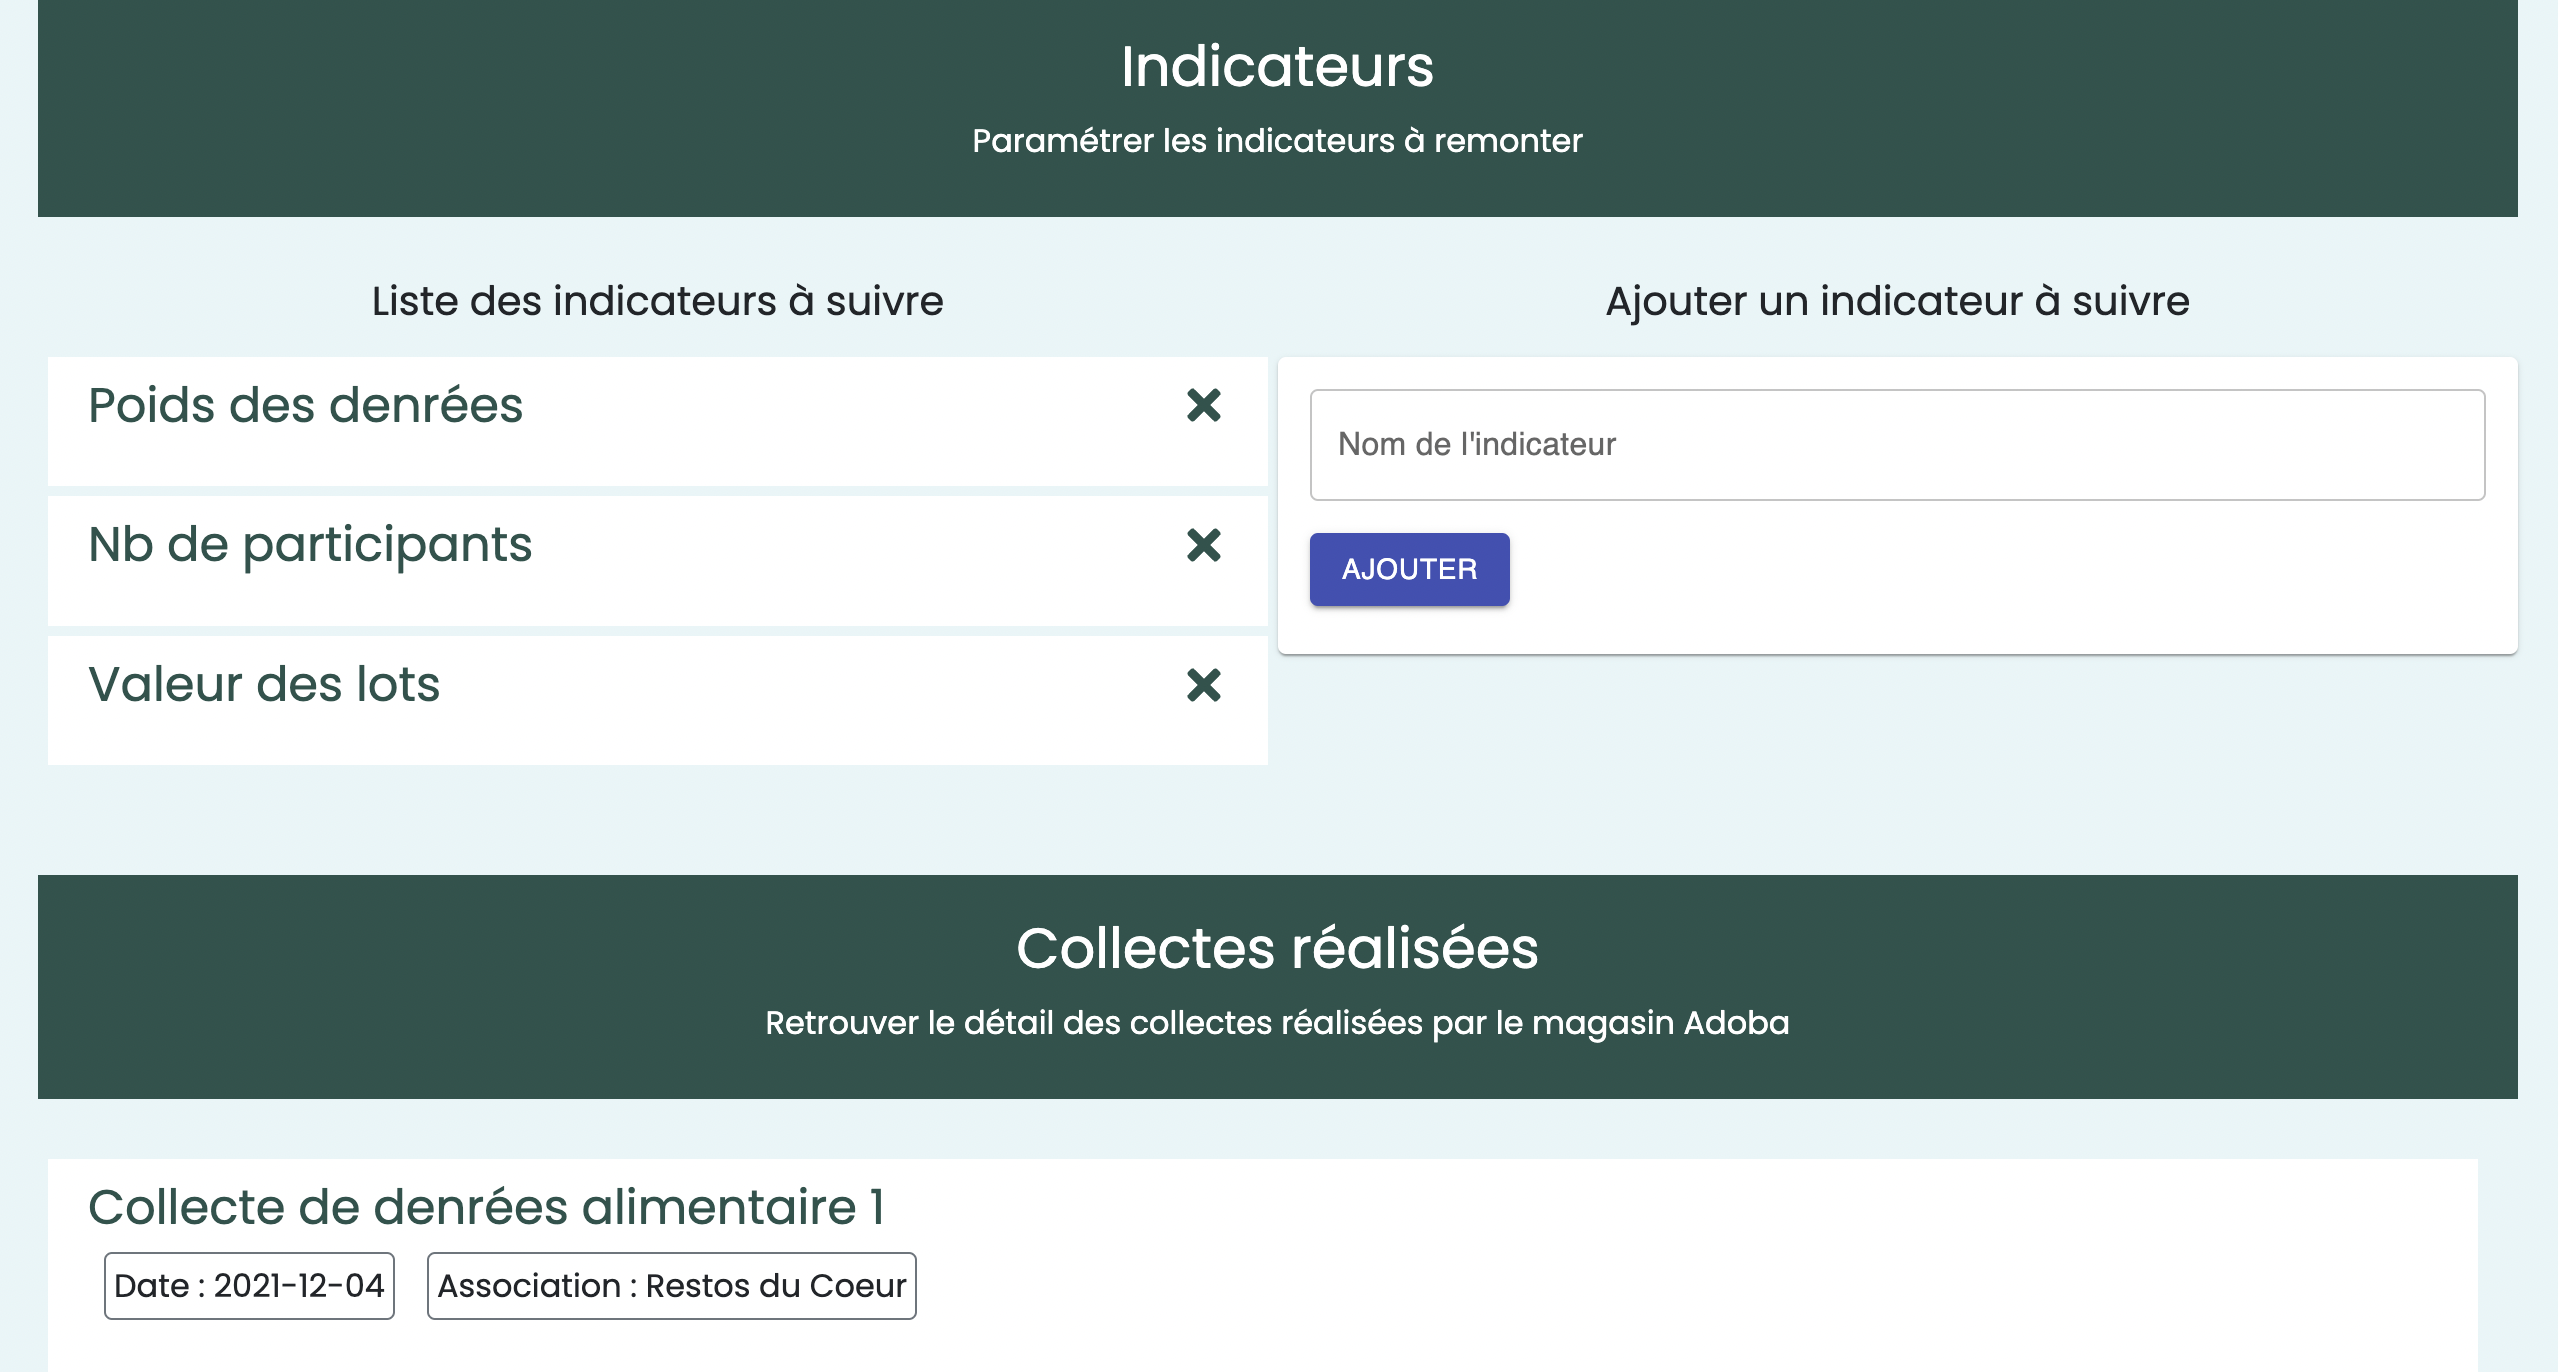 Indicateurs
Paramétrer les indicateurs à remonter
Liste des indicateurs à suivre
Poids des denrées
Nb de participants
Valeur des lots
Ajouter un indicateur à suivre
Nom de l'indicateur
AJOUTER
Collectes réalisées
Retrouver le détail des collectes réalisées par le magasin Adoba
Collecte de denrées alimentaire 1
Date : 2021-12-04
Association : Restos du Coeur